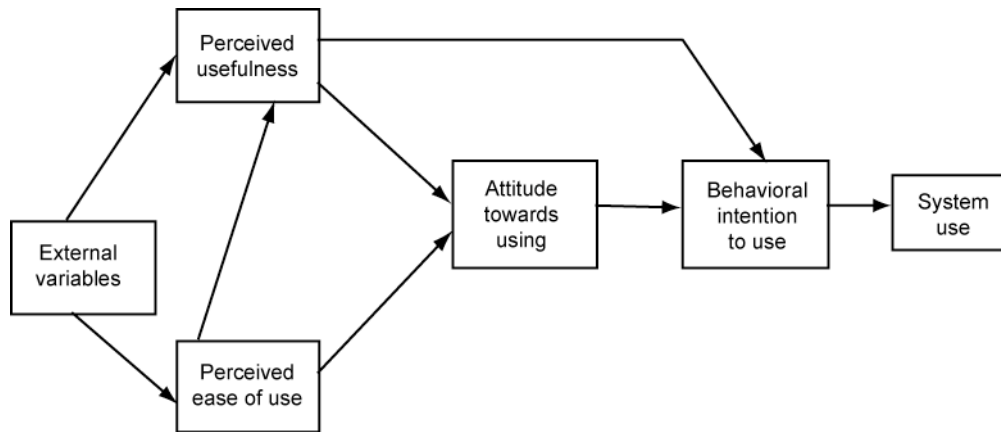 Perceived
usefulness
External
variables
Perceived
ease of use
Attitude
towards
using
Behavioral
intention
to use
System
use